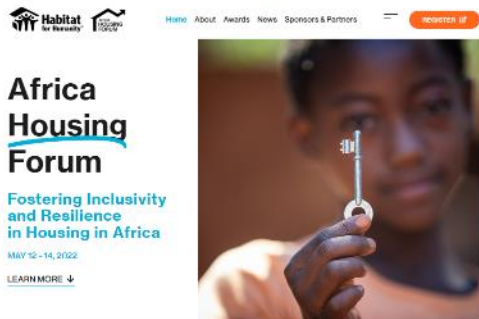 Habitat
for Humanity
AFRICA
HOUSING
FORUM
Home About Awards News Sponsors & Partners
REGISTER
Africa
Housing
Forum
Fostering Inclusivity
and Resilience
in Housing in Africa
MAY 12 - 14, 2022
LEARN MORE